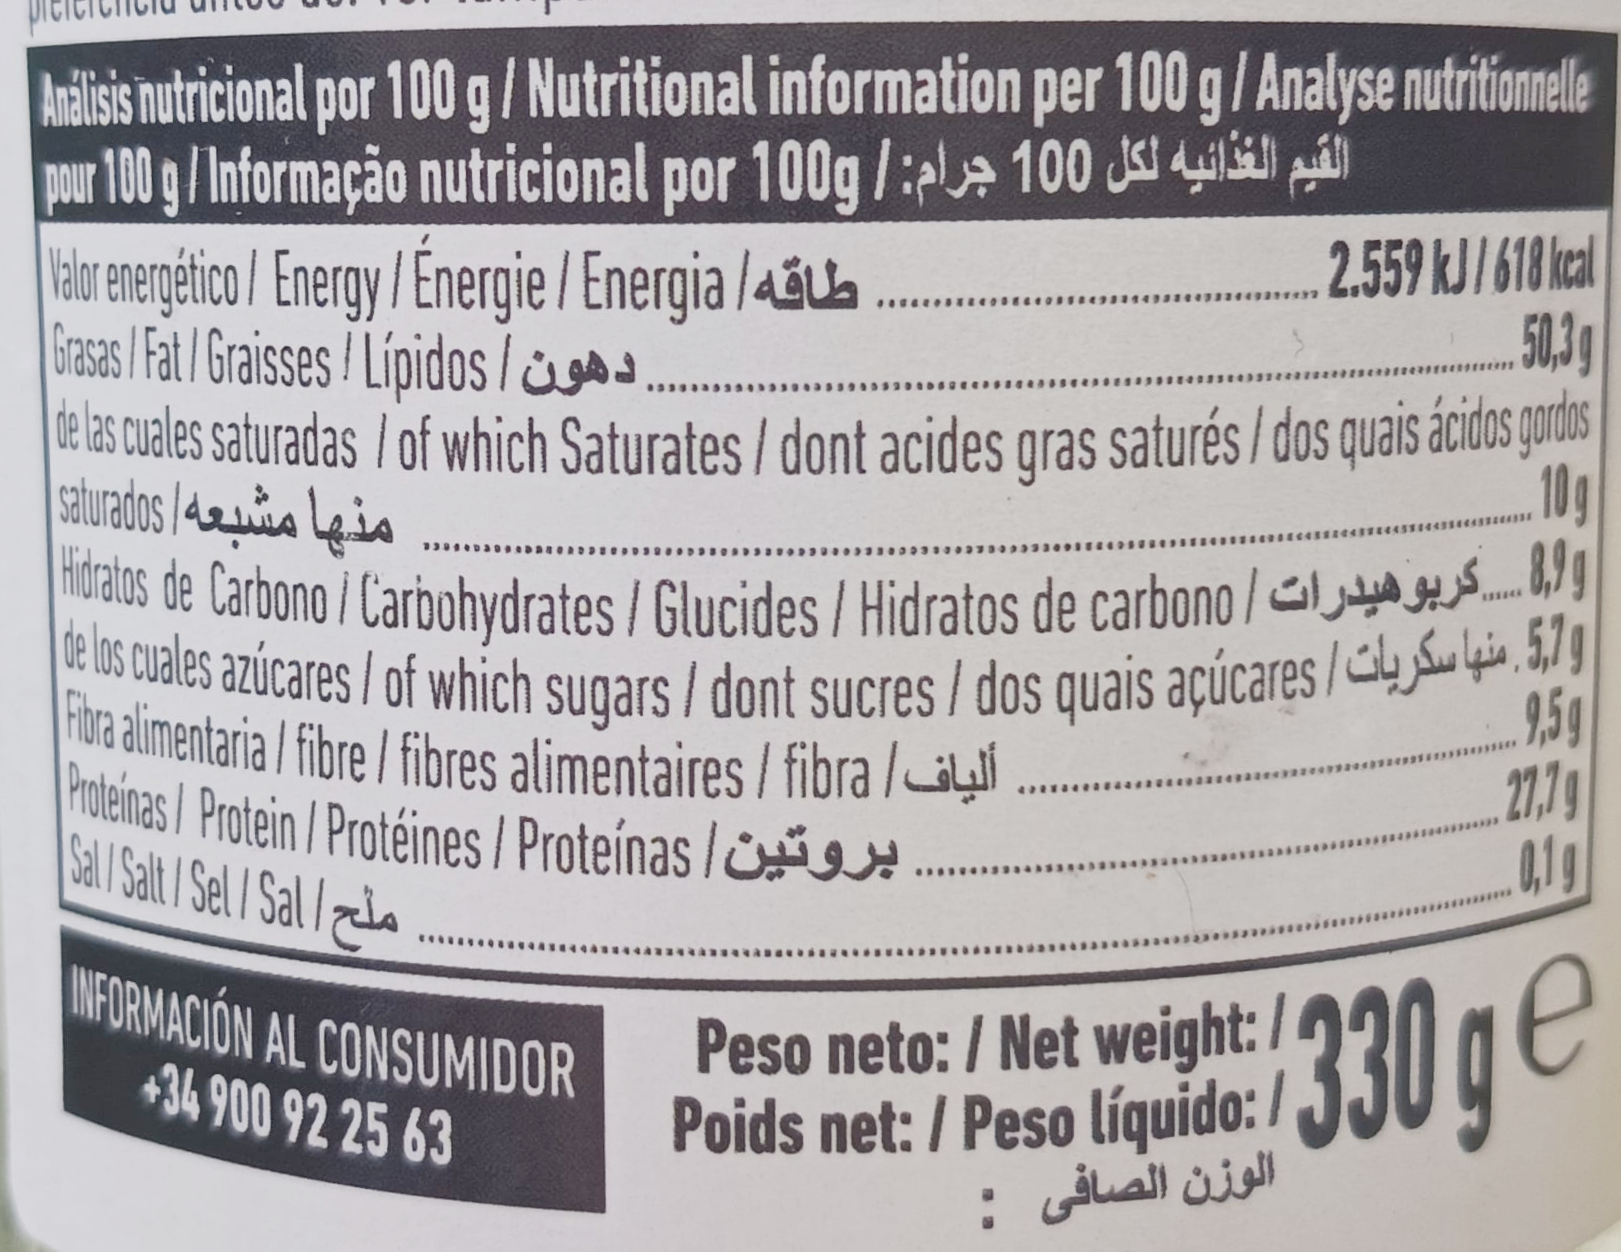 Análisis nutricional por 100 g / Nutritional information per 100 g / Analyse nutritionnelle
pour 100 g / Informação nutricional por 100g / القيم الغذائيه لكل 100 جرام:
Valor energético / Energy / Énergie / Energia / طاقه .......... 2.559 kJ / 618 kcal
Grasas / Fat / Graisses / Lípidos / دهون .......... 50,3 g
de las cuales saturadas / of which Saturates / dont acides gras saturés / dos quais ácidos gordos
saturados / منها مشبعه .......... 10 g
Hidratos de Carbono / Carbohydrates / Glucides / Hidratos de carbono / كربو هيدرات ...... 8,9 g
de los cuales azúcares / of which sugars / dont sucres / dos quais açúcares / منها سكريات . 5,7 g
Fibra alimentaria / fibre / fibres alimentaires / fibra / ألياف .......... 9,5 g
Proteínas / Protein / Protéines / Proteínas / بروتين .......... 27,7 g
Sal / Salt / Sel / Sal / ملح .......... 0,1 g
INFORMACIÓN AL CONSUMIDOR
+34 900 92 25 63
Peso neto: / Net weight: /
Poids net: / Peso líquido: / 330 g e
الوزن الصافى :